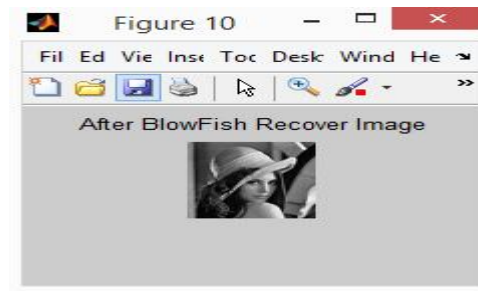 Figure 10
Fil Ed Vie Inse Toc Desk Wind He
After BlowFish Recover Image